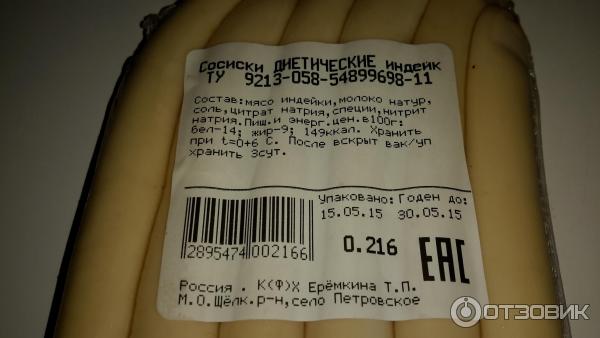 Сосиски ДИЕТИЧЕСКИЕ индейк
ТУ 9213-058-54899698-11
Состав:мясо индейки,молоко натур,
соль,цитрат натрия,специи,нитрит
натрия.Пищ.и энерг.цен.в100г:
бел-14; жир-9; 149ккал. Хранить
при t=0+6 С. После вскрыт вак/уп
хранить 3сут.
Упаковано: Годен до:
15.05.15 30.05.15
2895474 002166
0.216 ЕАС
Россия . К(Ф)Х Ерёмкина Т.П.
М.О.Щёлк.р-н,село Петровское
ОТЗОВИК